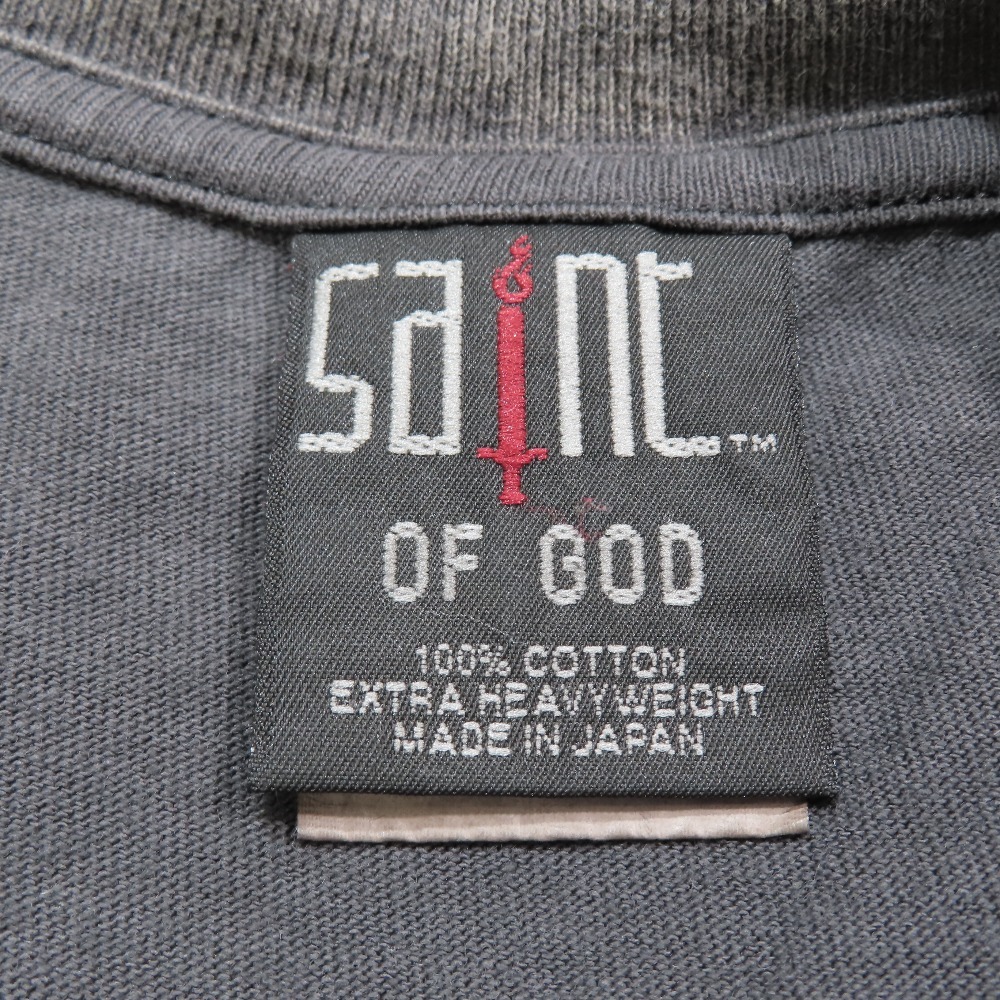 saint™
OF GOD
100% COTTON
EXTRA HEAVYWEIGHT
MADE IN JAPAN